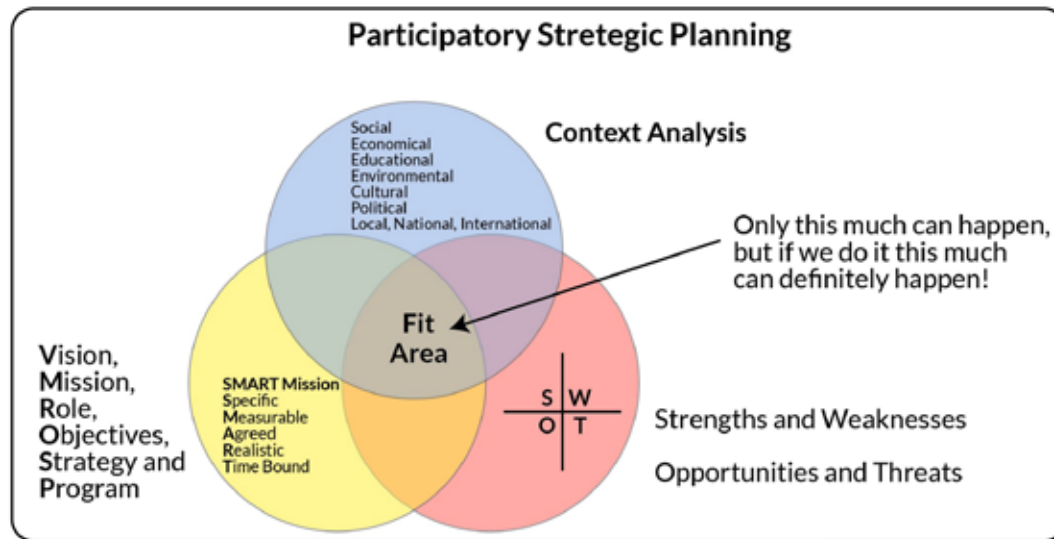 Participatory Stretegic Planning
Social
Economical
Educational
Environmental
Cultural
Political
Local, National, International
Context Analysis
Only this much can happen,
but if we do it this much
can definitely happen!
Fit
Area
Vision,
Mission,
Role,
Objectives,
Strategy and
Program
SMART Mission
Specific
Measurable
Agreed
Realistic
Time Bound
S W
O T
Strengths and Weaknesses
Opportunities and Threats